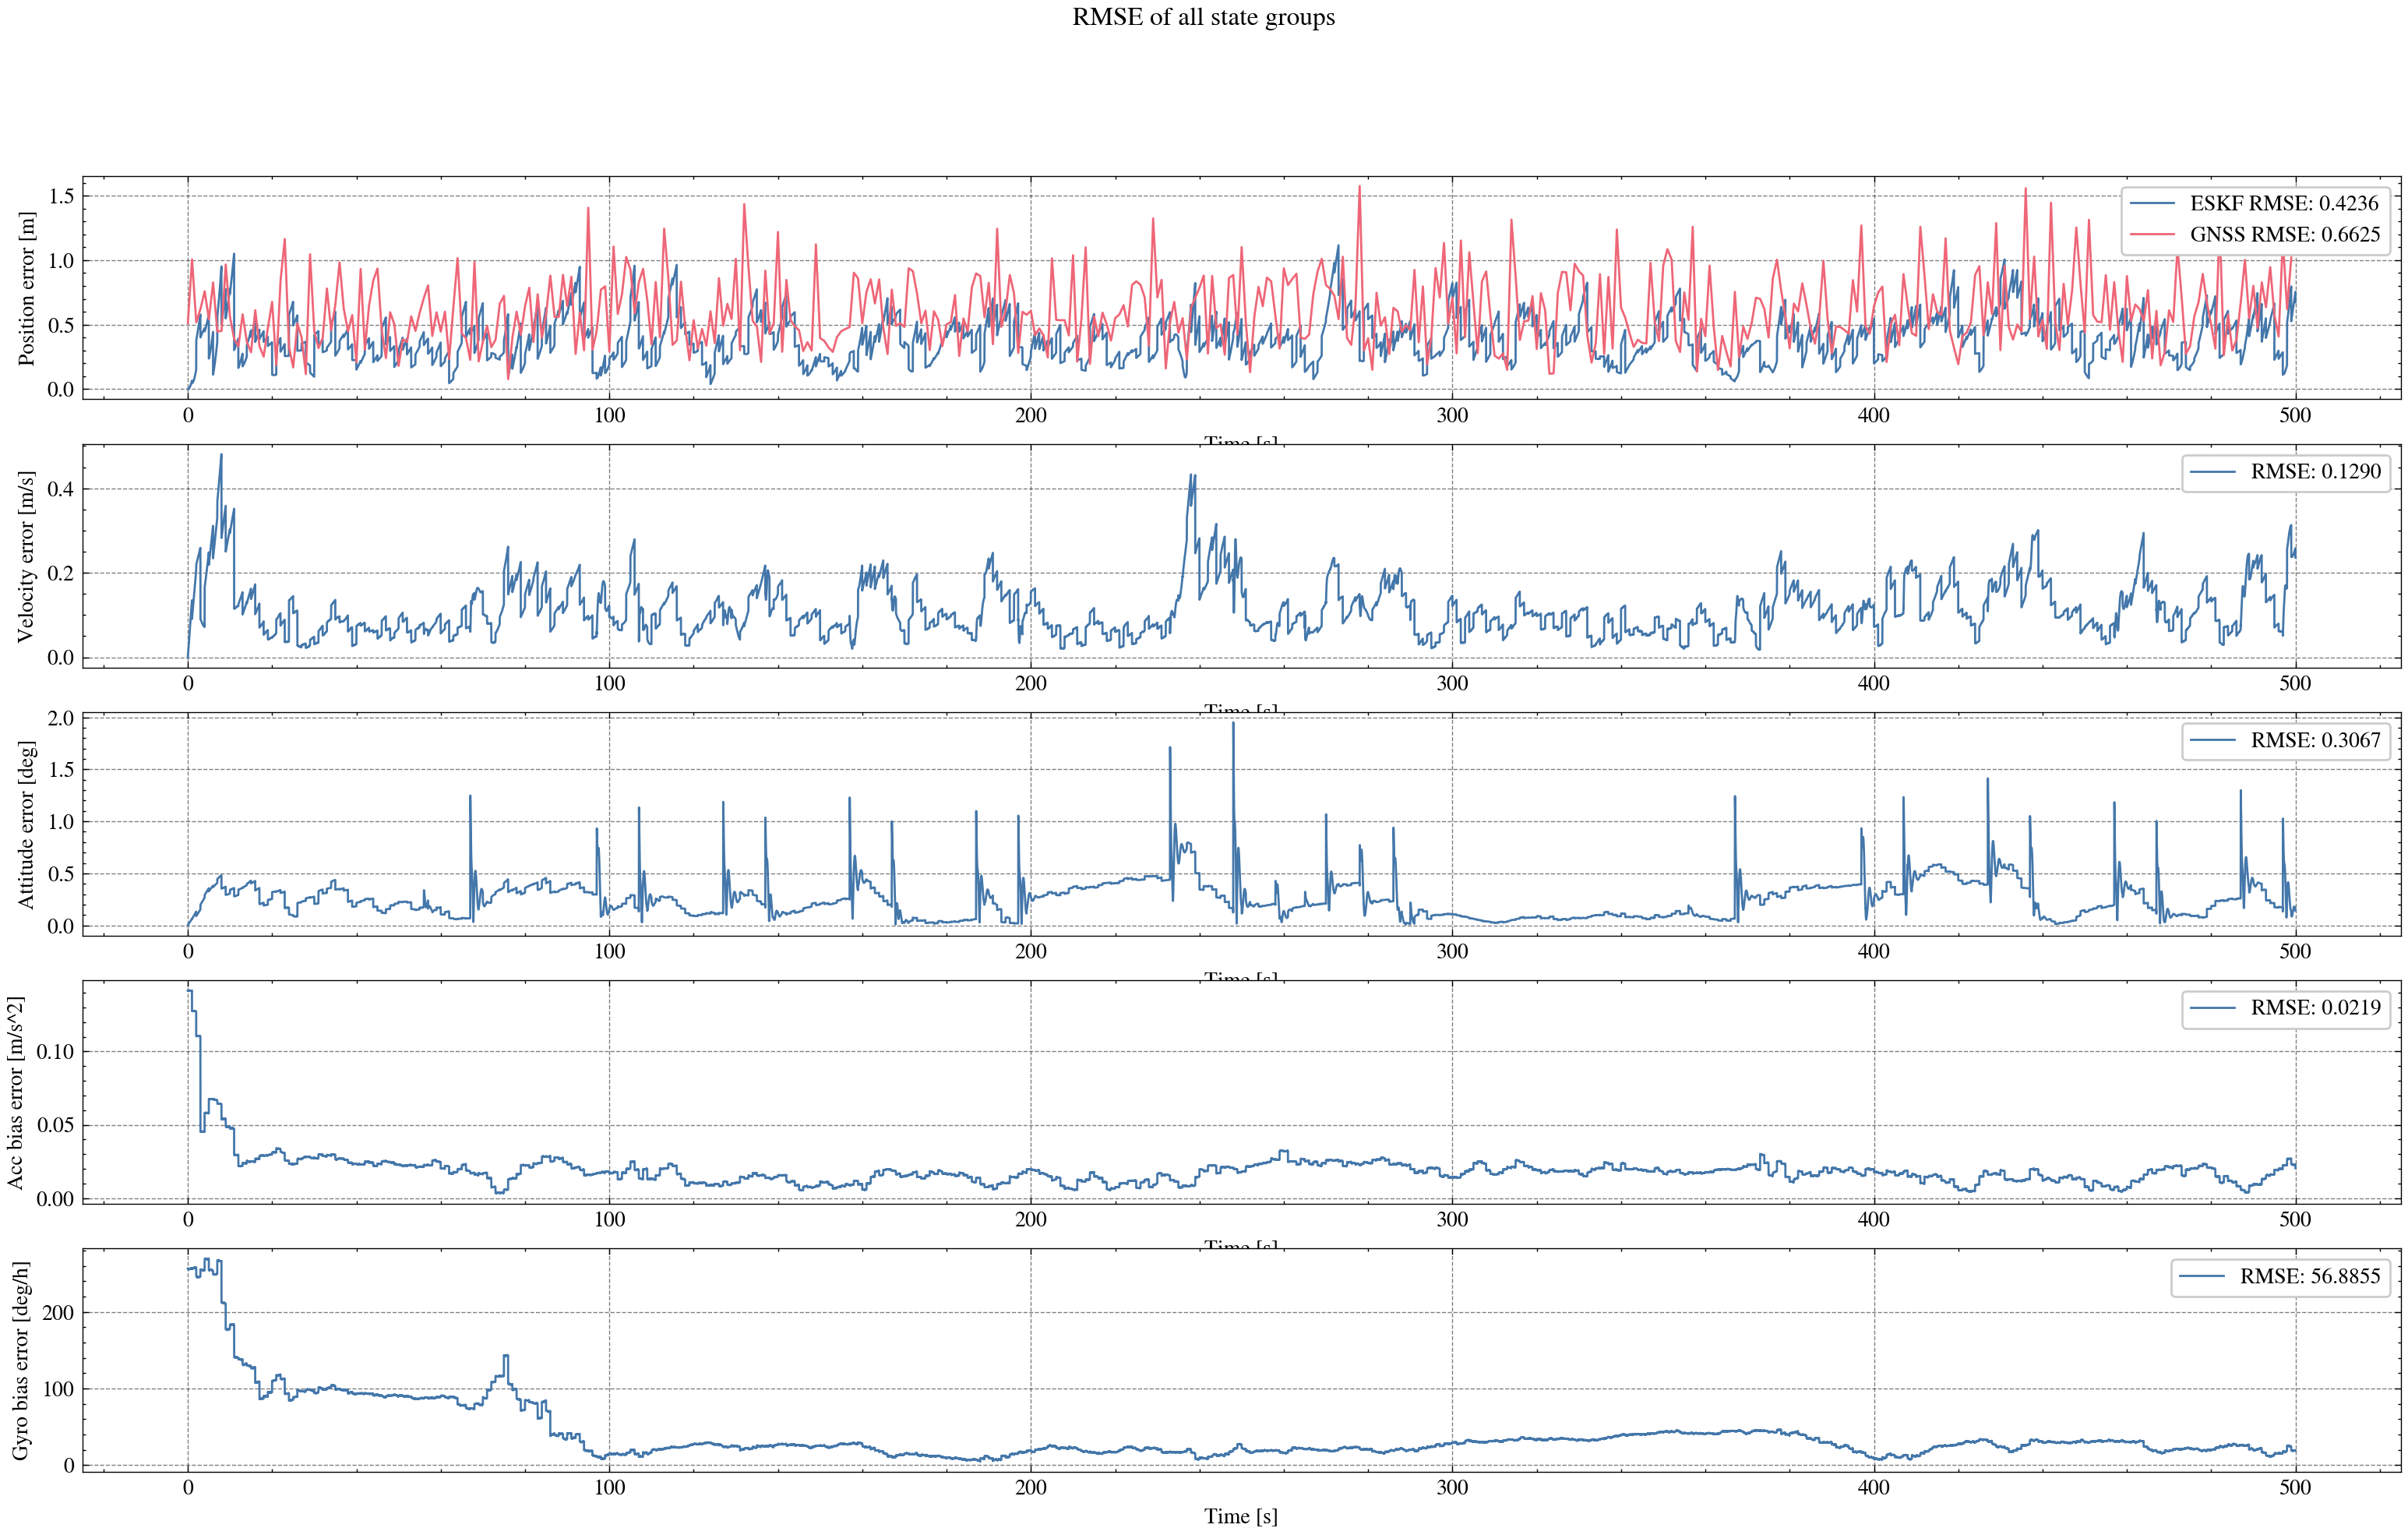 RMSE of all state groups
Position error [m]
1.5
1.0
0.5
0.0
ESKF RMSE: 0.4236
GNSS RMSE: 0.6625
0 100 200 300 400 500
Time [s]
Velocity error [m/s]
0.4
0.2
0.0
RMSE: 0.1290
0 100 200 300 400 500
Time [s]
Attitude error [deg]
2.0
1.5
1.0
0.5
0.0
RMSE: 0.3067
0 100 200 300 400 500
Time [s]
Acc bias error [m/s^2]
0.10
0.05
0.00
RMSE: 0.0219
0 100 200 300 400 500
Time [s]
Gyro bias error [deg/h]
200
100
0
RMSE: 56.8855
0 100 200 300 400 500
Time [s]